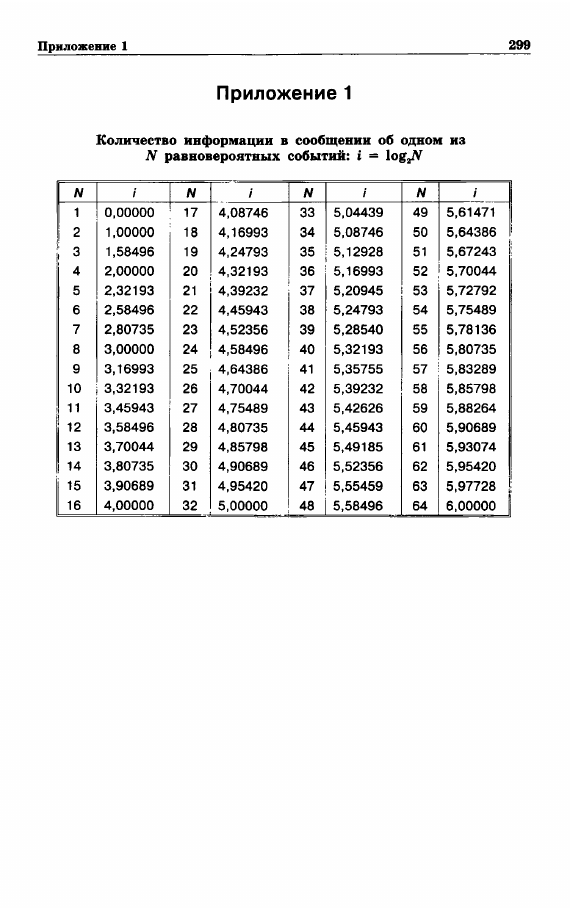 Приложение 1 299
Приложение 1
Количество информации в сообщении об одном из
N равновероятных событий: i = log₂N
N i N i N i N i
1 0,00000 17 4,08746 33 5,04439 49 5,61471
2 1,00000 18 4,16993 34 5,08746 50 5,64386
3 1,58496 19 4,24793 35 5,12928 51 5,67243
4 2,00000 20 4,32193 36 5,16993 52 5,70044
5 2,32193 21 4,39232 37 5,20945 53 5,72792
6 2,58496 22 4,45943 38 5,24793 54 5,75489
7 2,80735 23 4,52356 39 5,28540 55 5,78136
8 3,00000 24 4,58496 40 5,32193 56 5,80735
9 3,16993 25 4,64386 41 5,35755 57 5,83289
10 3,32193 26 4,70044 42 5,39232 58 5,85798
11 3,45943 27 4,75489 43 5,42626 59 5,88264
12 3,58496 28 4,80735 44 5,45943 60 5,90689
13 3,70044 29 4,85798 45 5,49185 61 5,93074
14 3,80735 30 4,90689 46 5,52356 62 5,95420
15 3,90689 31 4,95420 47 5,55459 63 5,97728
16 4,00000 32 5,00000 48 5,58496 64 6,00000